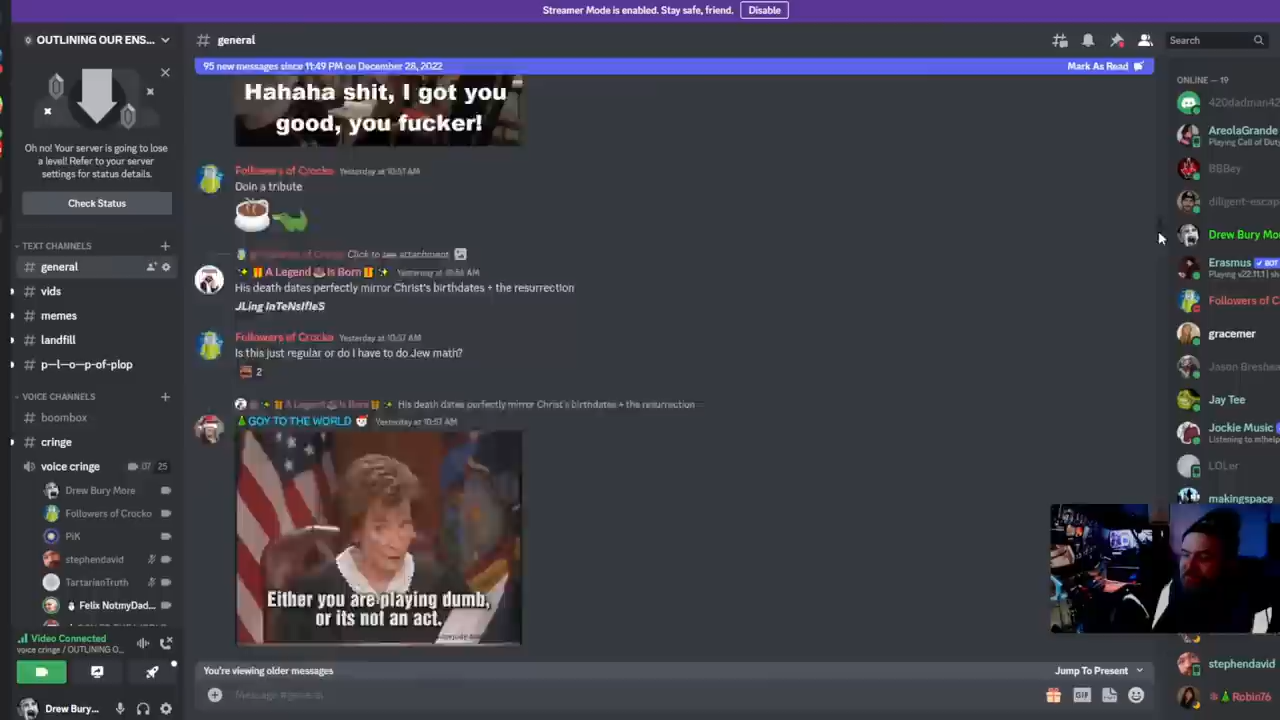 Streamer Mode is enabled. Stay safe, friend.
Disable
OUTLINING OUR ENS...
# general
Search
95 new messages since 11:49 PM on December 28, 2022
Mark As Read
Oh no! Your server is going to lose
a level! Refer to your server
settings for status details.
Check Status
TEXT CHANNELS
# general
# vids
# memes
# landfill
# p—l—o—p-of-plop
VOICE CHANNELS
# boombox
# cringe
voice cringe
07 25
Drew Bury More
Followers of Crocko
PiK
stephendavid
TartarianTruth
Felix NotmyDad...
Video Connected
voice cringe / OUTLINING O...
Drew Bury...
Hahaha shit, I got you
good, you fucker!
Followers of Crocko Yesterday at 10:57 AM
Doin a tribute
Followers of Crocko Click to see attachment
A Legend Is Born Yesterday at 10:56 AM
His death dates perfectly mirror Christ's birthdates + the resurrection
JLing InTeNsIfIeS
Followers of Crocko Yesterday at 10:57 AM
Is this just regular or do I have to do Jew math?
2
A Legend Is Born His death dates perfectly mirror Christ's birthdates + the resurrection
GOY TO THE WORLD Yesterday at 10:57 AM
Either you are playing dumb,
or its not an act.
You're viewing older messages
Jump To Present
Message #general
GIF
ONLINE — 19
420dadman42
AreolaGrande
Playing Call of Duty
BBBey
diligent-escap
Drew Bury Mo
Erasmus BOT
Playing v22.11.1 | sh
Followers of C
gracemer
Jason Breshea
Jay Tee
Jockie Music
Listening to m!help
LOLer
makingspace
stephendavid
Robin76